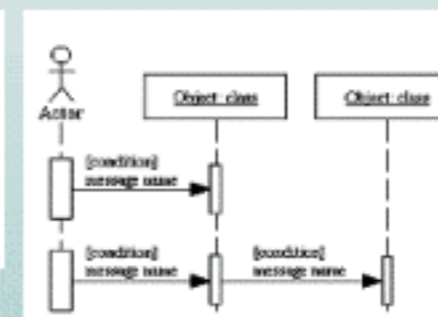 Actor
Object: class
Object: class
[condition]
message name
[condition]
message name
[condition]
message name